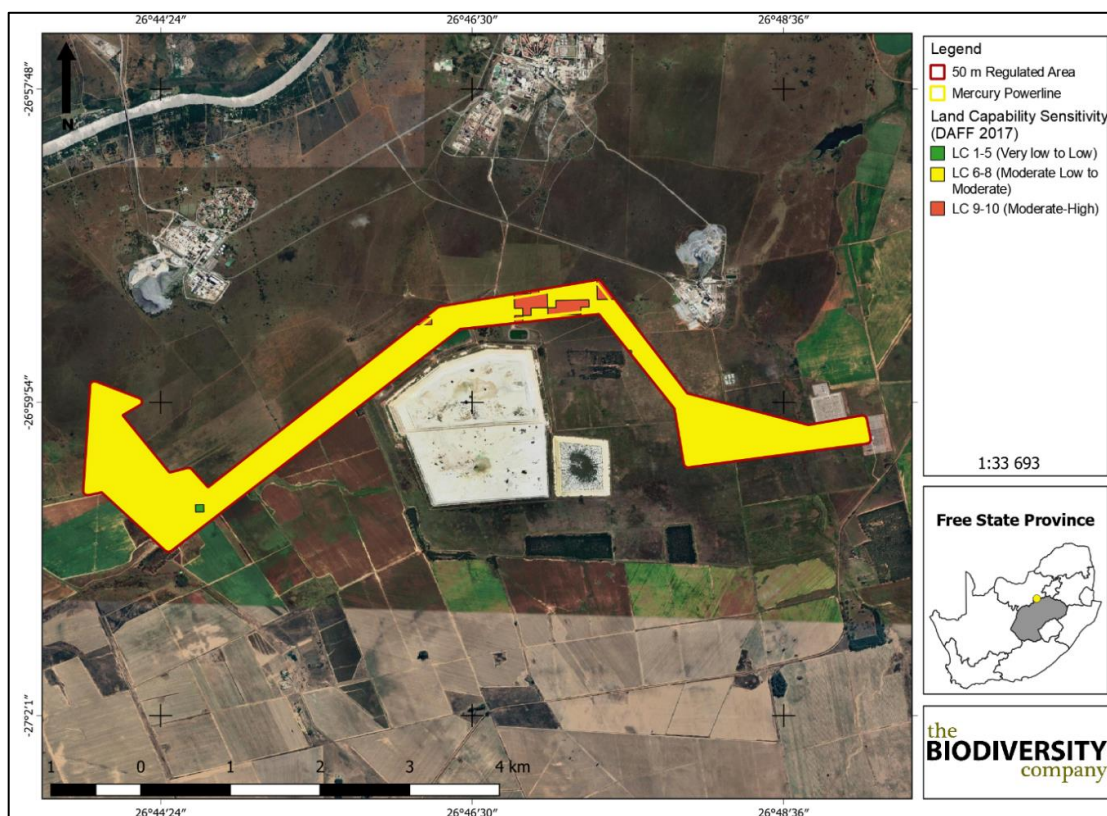 26°44′24″ 26°46′30″ 26°48′36″
-26°57′48″
-26°59′54″
-27°2′1″
N
1 0 1 2 3 4 km
26°44′24″ 26°46′30″ 26°48′36″
Legend
50 m Regulated Area
Mercury Powerline
Land Capability Sensitivity
(DAFF 2017)
LC 1-5 (Very low to Low)
LC 6-8 (Moderate Low to
Moderate)
LC 9-10 (Moderate-High)
1:33 693
Free State Province
the
BIODIVERSITY
company